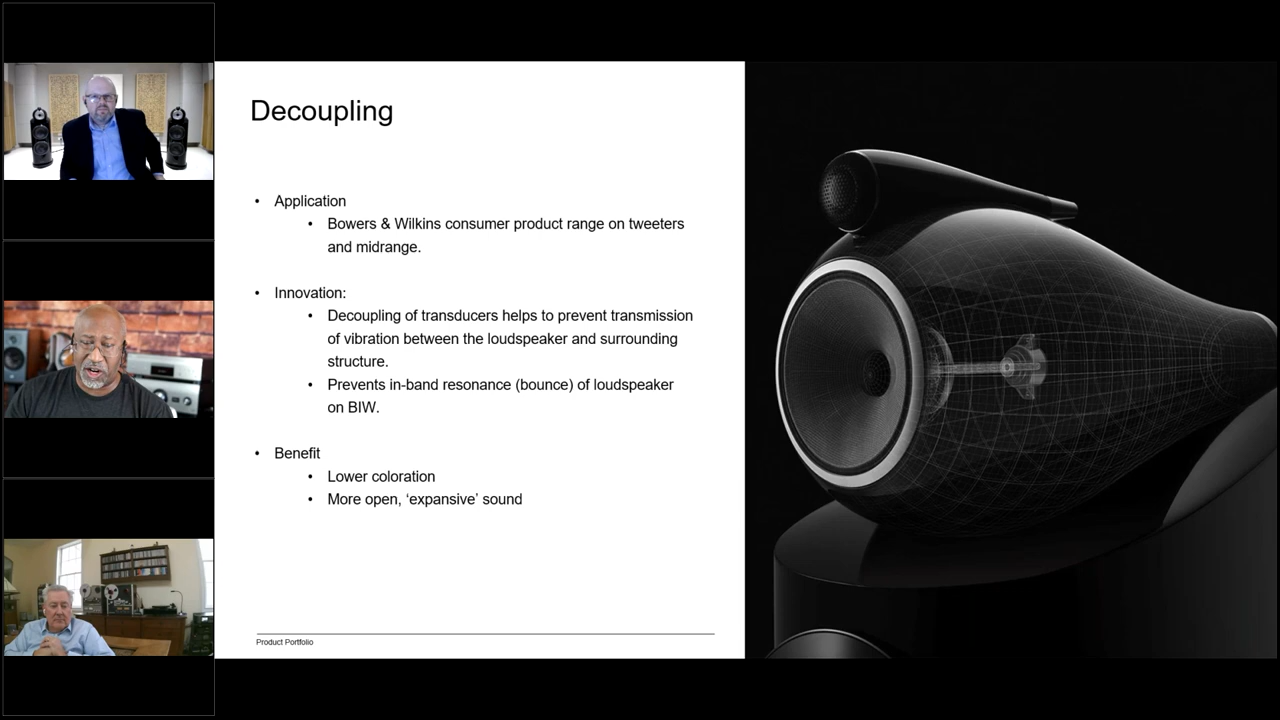 Decoupling
• Application
• Bowers & Wilkins consumer product range on tweeters
and midrange.
• Innovation:
• Decoupling of transducers helps to prevent transmission
of vibration between the loudspeaker and surrounding
structure.
• Prevents in-band resonance (bounce) of loudspeaker
on BIW.
• Benefit
• Lower coloration
• More open, ‘expansive’ sound
Product Portfolio